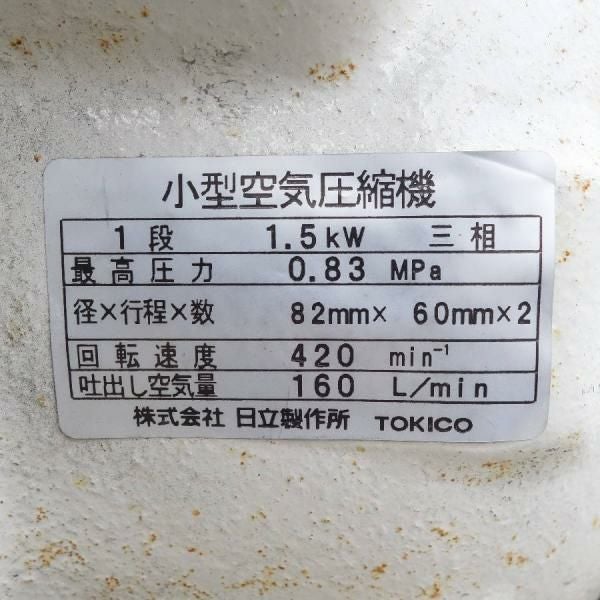 小型空気圧縮機
1段 1.5kW 三相
最高圧力 0.83 MPa
径×行程×数 82mm× 60mm×2
回転速度 420 min⁻¹
吐出し空気量 160 L/min
株式会社 日立製作所 TOKICO